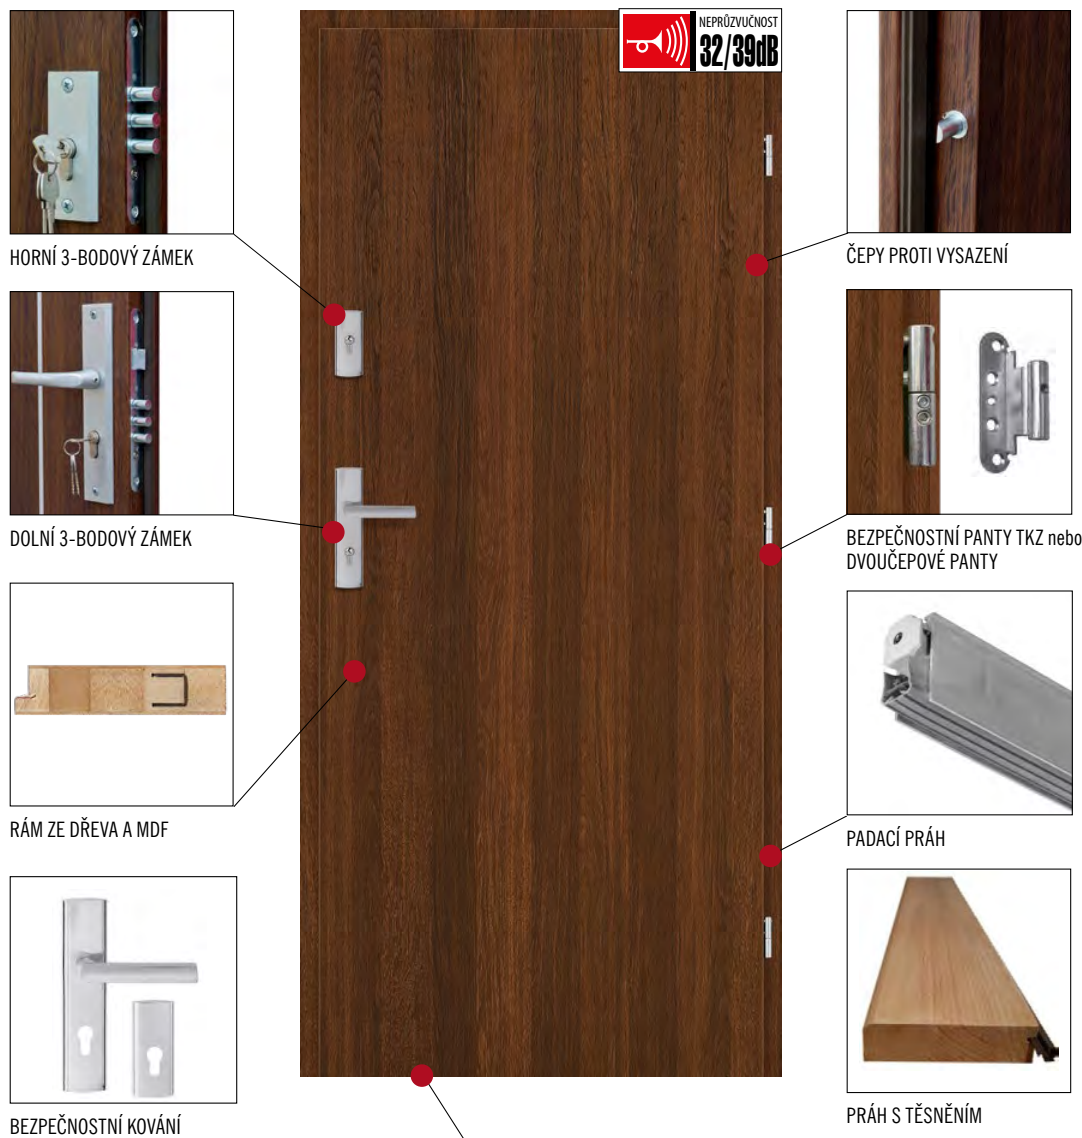 NEPRŮZVUČNOST
32/39dB
HORNÍ 3-BODOVÝ ZÁMEK
ČEPY PROTI VYSAZENÍ
DOLNÍ 3-BODOVÝ ZÁMEK
BEZPEČNOSTNÍ PANTY TKZ nebo
DVOUČEPOVÉ PANTY
RÁM ZE DŘEVA A MDF
PADACÍ PRÁH
BEZPEČNOSTNÍ KOVÁNÍ
PRÁH S TĚSNĚNÍM